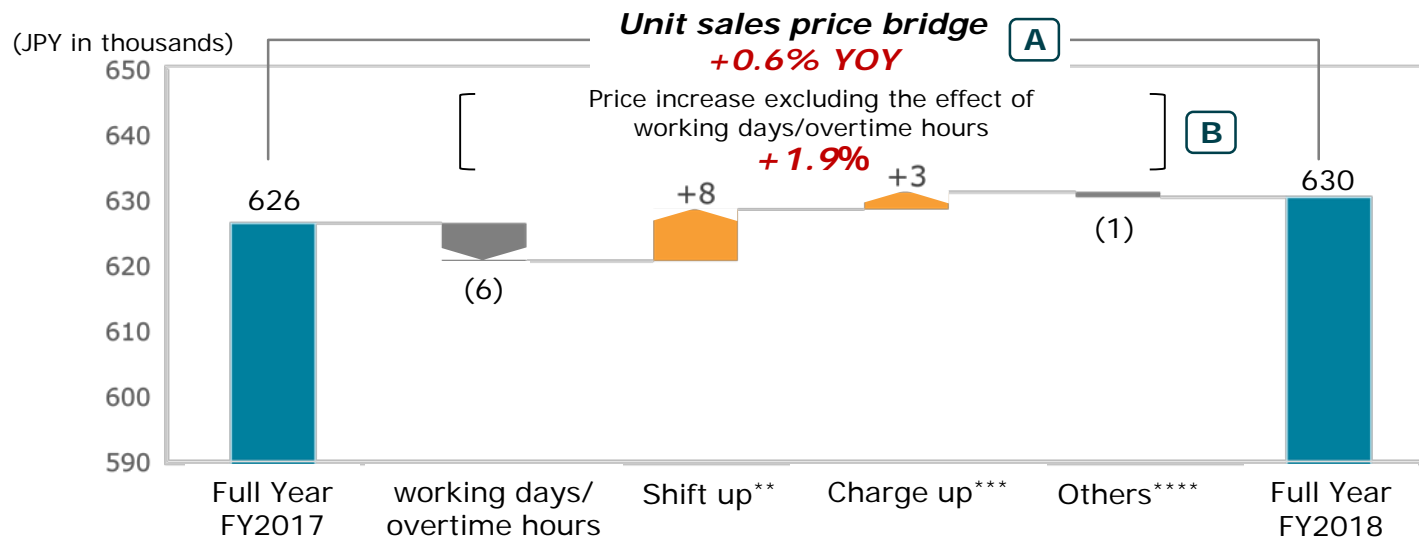 Unit sales price bridge
A
(JPY in thousands)
+0.6% YOY
650
Price increase excluding the effect of
working days/overtime hours
B
+1.9%
640
630
620
610
600
590
626
(6)
+8
+3
(1)
630
Full Year
FY2017
working days/
overtime hours
Shift up**
Charge up***
Others****
Full Year
FY2018